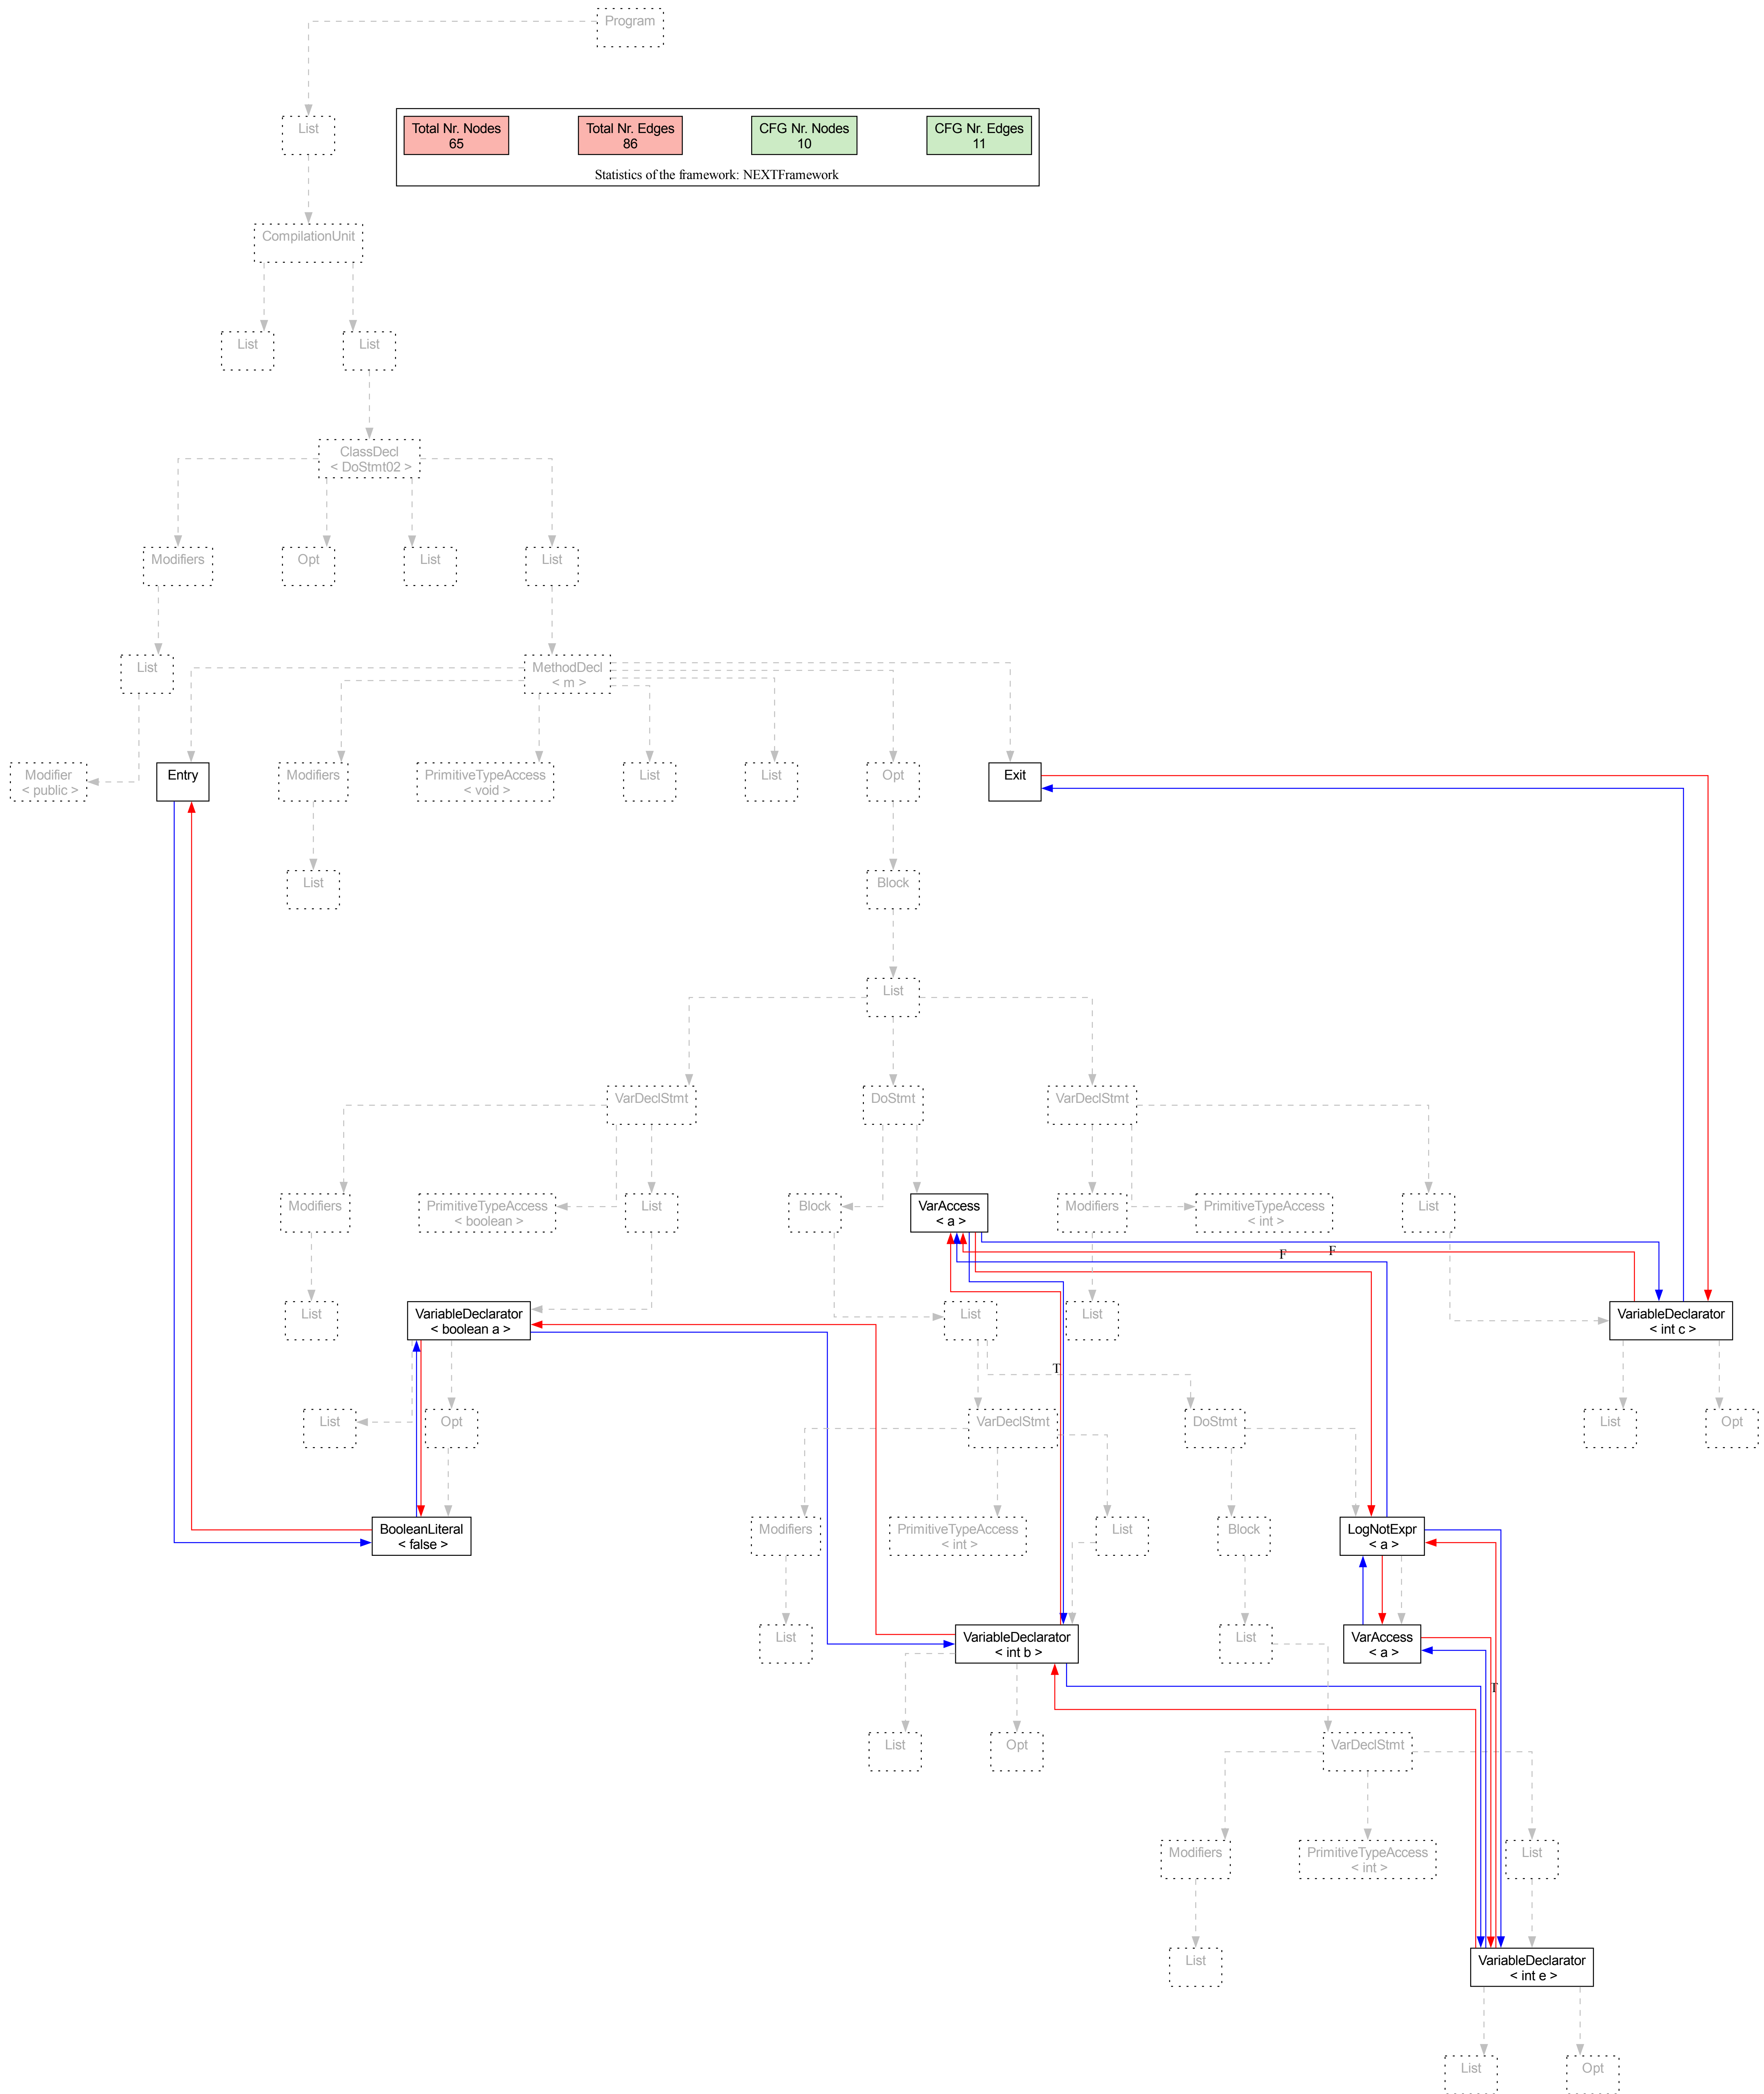 Program
List
Total Nr. Nodes
65
Total Nr. Edges
86
CFG Nr. Nodes
10
CFG Nr. Edges
11
Statistics of the framework: NEXTFramework
CompilationUnit
List
List
ClassDecl
< DoStmt02 >
Modifiers
Opt
List
List
List
MethodDecl
< m >
Modifier
< public >
Entry
Modifiers
PrimitiveTypeAccess
< void >
List
List
Opt
Exit
List
Block
List
VarDeclStmt
DoStmt
VarDeclStmt
Modifiers
PrimitiveTypeAccess
< boolean >
List
Block
VarAccess
< a >
Modifiers
PrimitiveTypeAccess
< int >
List
F
F
List
VariableDeclarator
< boolean a >
List
List
VariableDeclarator
< int c >
T
List
Opt
VarDeclStmt
DoStmt
List
Opt
BooleanLiteral
< false >
Modifiers
PrimitiveTypeAccess
< int >
List
Block
LogNotExpr
< a >
List
VariableDeclarator
< int b >
List
VarAccess
< a >
T
List
Opt
VarDeclStmt
Modifiers
PrimitiveTypeAccess
< int >
List
List
VariableDeclarator
< int e >
List
Opt